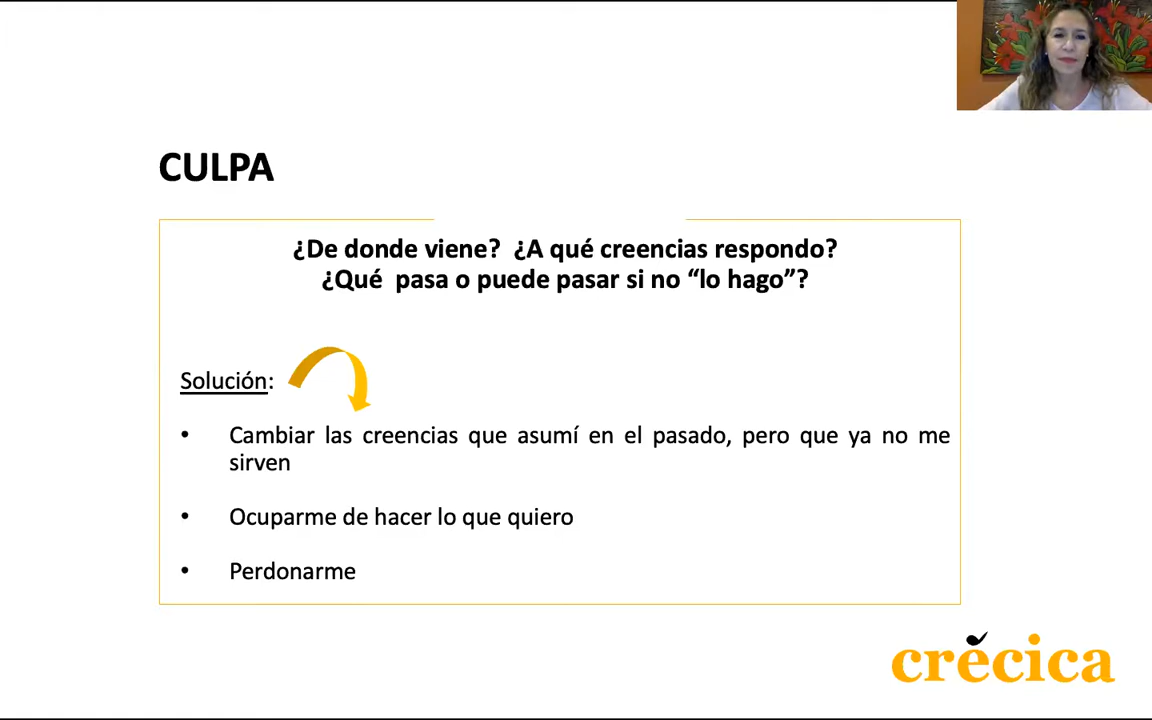 CULPA
¿De donde viene? ¿A qué creencias respondo?
¿Qué pasa o puede pasar si no “lo hago”?
Solución:
• Cambiar las creencias que asumí en el pasado, pero que ya no me
sirven
• Ocuparme de hacer lo que quiero
• Perdonarme
crecica